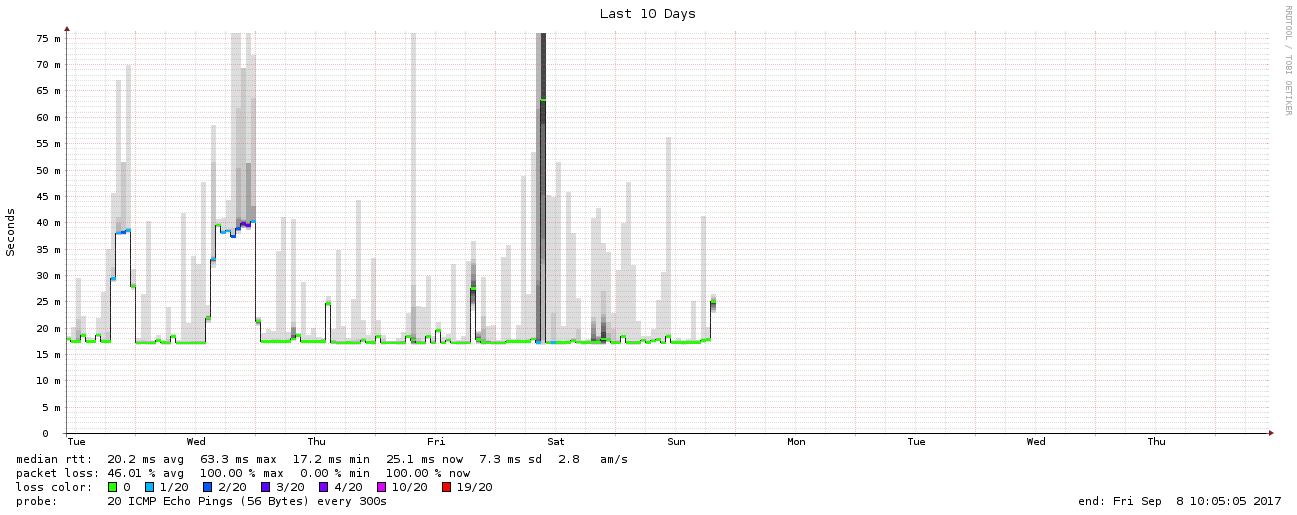 Last 10 Days
RRDTOOL / TOBI OETIKER
Seconds
75 m
70 m
65 m
60 m
55 m
50 m
45 m
40 m
35 m
30 m
25 m
20 m
15 m
10 m
5 m
0
Tue Wed Thu Fri Sat Sun Mon Tue Wed Thu
median rtt: 20.2 ms avg 63.3 ms max 17.2 ms min 25.1 ms now 7.3 ms sd 2.8 am/s
packet loss: 46.01 % avg 100.00 % max 0.00 % min 100.00 % now
loss color: 0 1/20 2/20 3/20 4/20 10/20 19/20
probe: 20 ICMP Echo Pings (56 Bytes) every 300s end: Fri Sep 8 10:05:05 2017